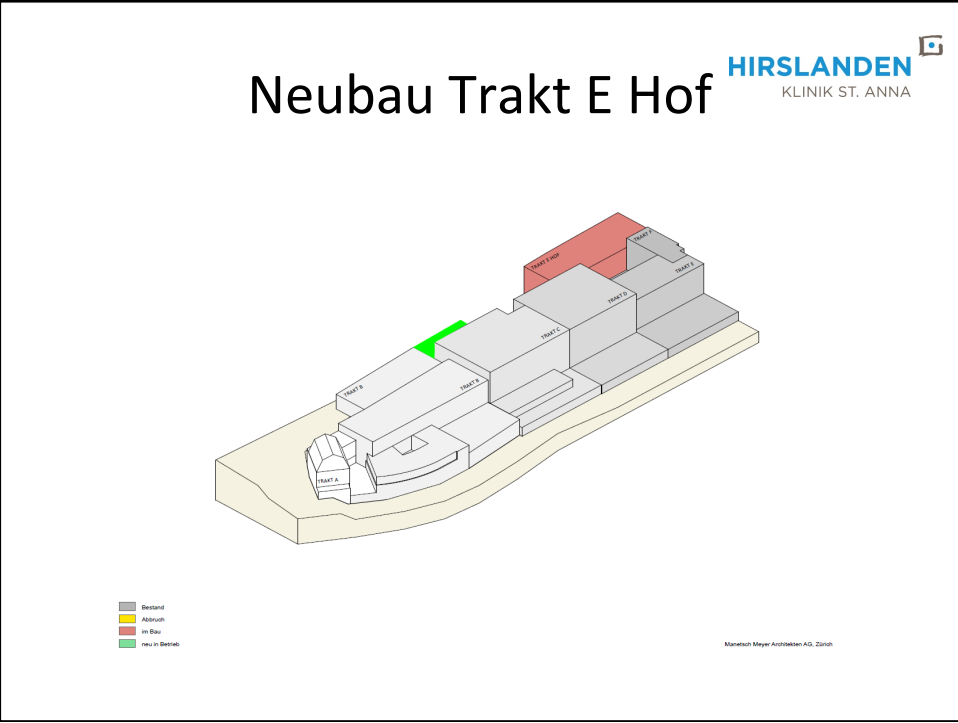 Neubau Trakt E Hof
HIRSLANDEN
KLINIK ST. ANNA
TRAKT E HOF
TRAKT F
TRAKT E
TRAKT D
TRAKT C
TRAKT B
TRAKT B
TRAKT A
Bestand
Abbruch
im Bau
neu in Betrieb
Manetsch Meyer Architekten AG, Zürich